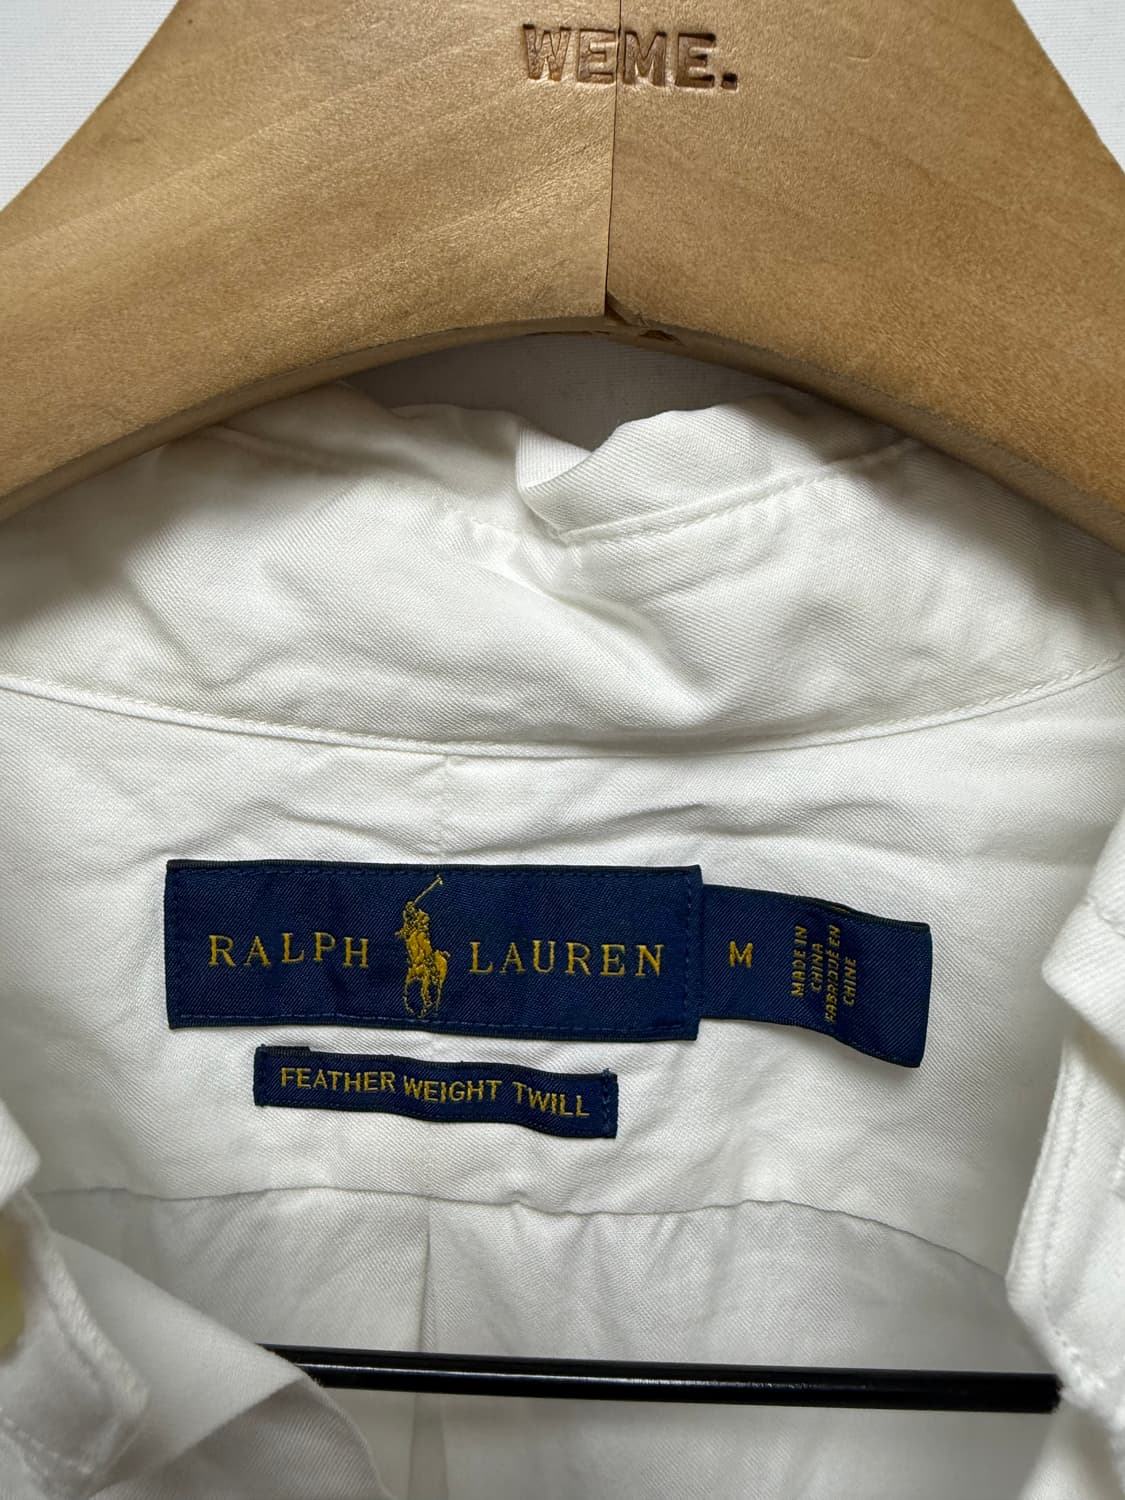 WEME.
RALPH LAUREN
M
MADE IN
CHINA
FABRIQUÉ EN
CHINE
FEATHER WEIGHT TWILL